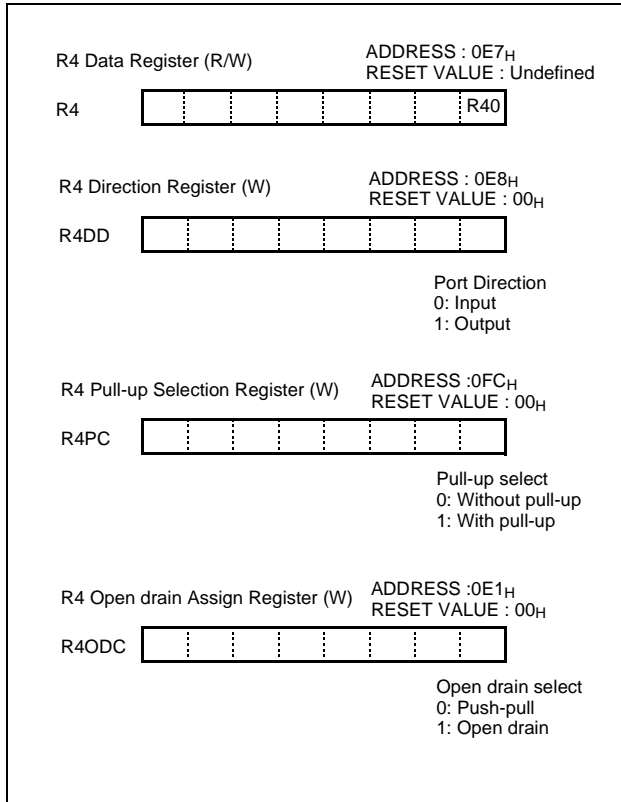 R4 Data Register (R/W)
ADDRESS : 0E7H
RESET VALUE : Undefined
R4
R40
R4 Direction Register (W)
ADDRESS : 0E8H
RESET VALUE : 00H
R4DD
Port Direction
0: Input
1: Output
R4 Pull-up Selection Register (W)
ADDRESS :0FCH
RESET VALUE : 00H
R4PC
Pull-up select
0: Without pull-up
1: With pull-up
R4 Open drain Assign Register (W)
ADDRESS :0E1H
RESET VALUE : 00H
R4ODC
Open drain select
0: Push-pull
1: Open drain